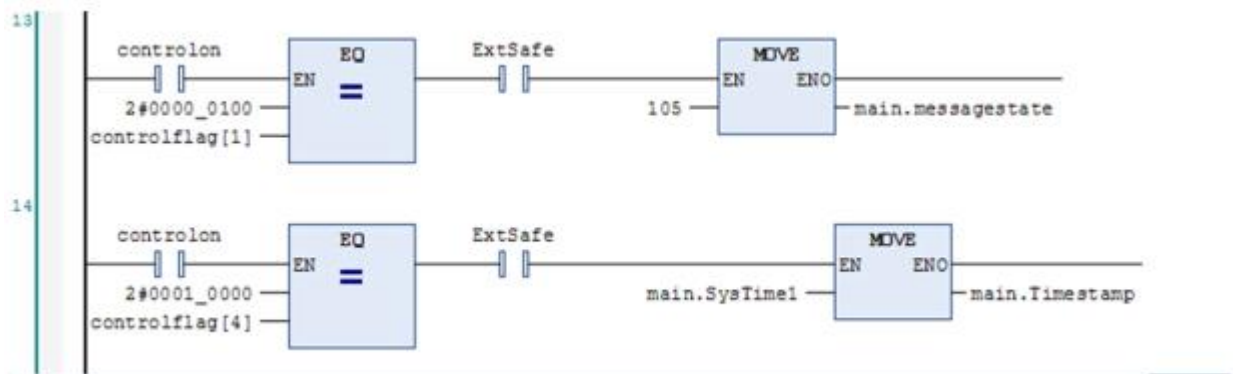 13
controlon EQ ExtSafe MOVE
EN EN ENO
=
2#0000_0100 105 main.messagestate
controlflag[1]
14
controlon EQ ExtSafe MOVE
EN EN ENO
=
2#0001_0000 main.SysTime1 main.Timestamp
controlflag[4]